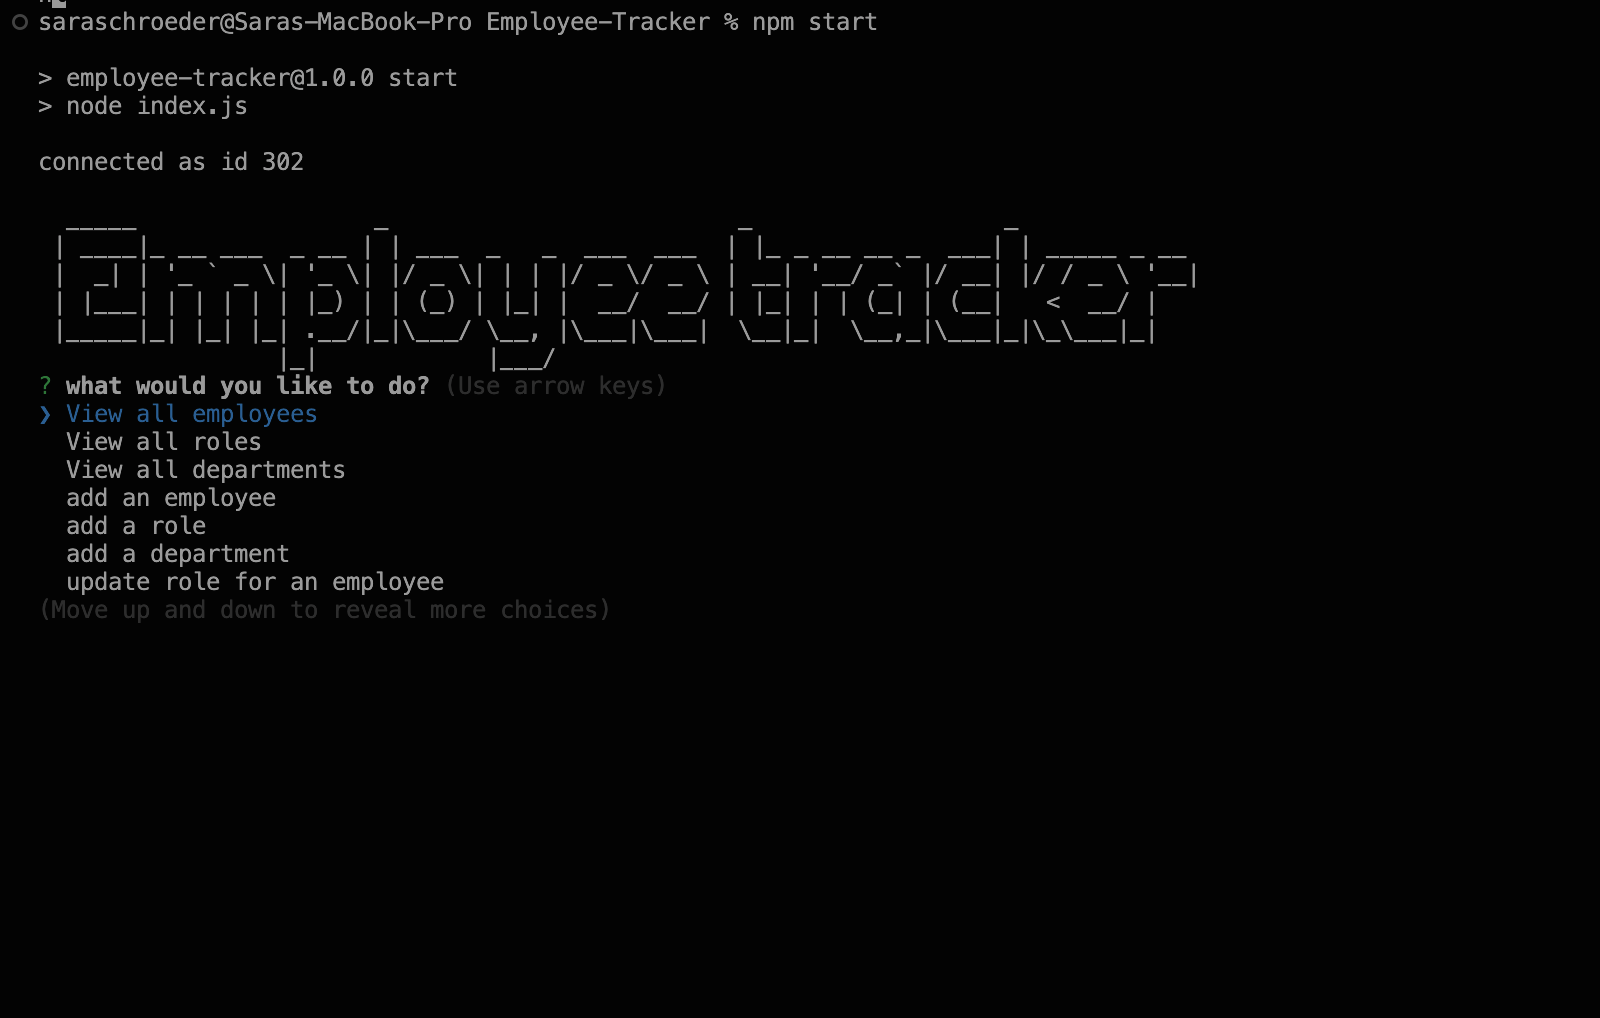 saraschroeder@Saras-MacBook-Pro Employee-Tracker % npm start
> employee-tracker@1.0.0 start
> node index.js
connected as id 302
Employee tracker
? what would you like to do? (Use arrow keys)
❯ View all employees
View all roles
View all departments
add an employee
add a role
add a department
update role for an employee
(Move up and down to reveal more choices)